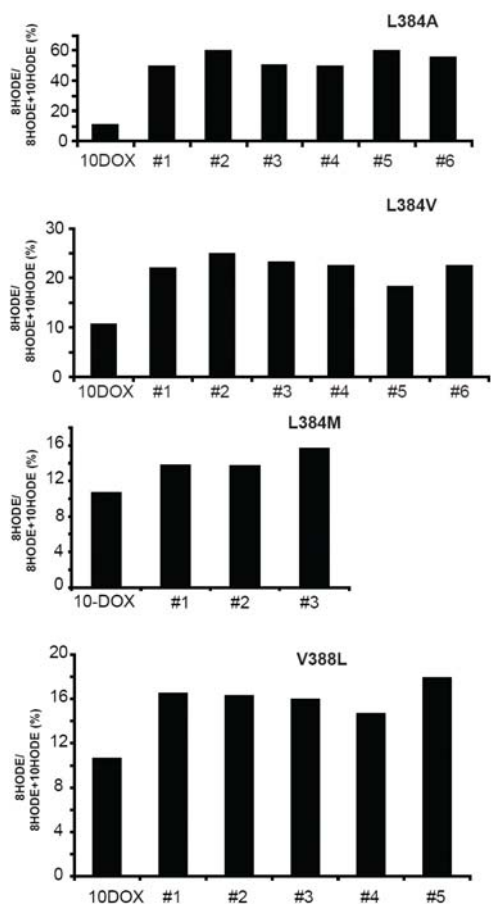 L384A
8HODE/
8HODE+10HODE (%)
60
40
20
0
10DOX #1 #2 #3 #4 #5 #6
L384V
8HODE/
8HODE+10HODE (%)
30
20
10
0
10DOX #1 #2 #3 #4 #5 #6
L384M
8HODE/
8HODE+10HODE (%)
16
12
8
4
0
10-DOX #1 #2 #3
V388L
8HODE/
8HODE+10HODE (%)
20
16
12
8
4
0
10DOX #1 #2 #3 #4 #5